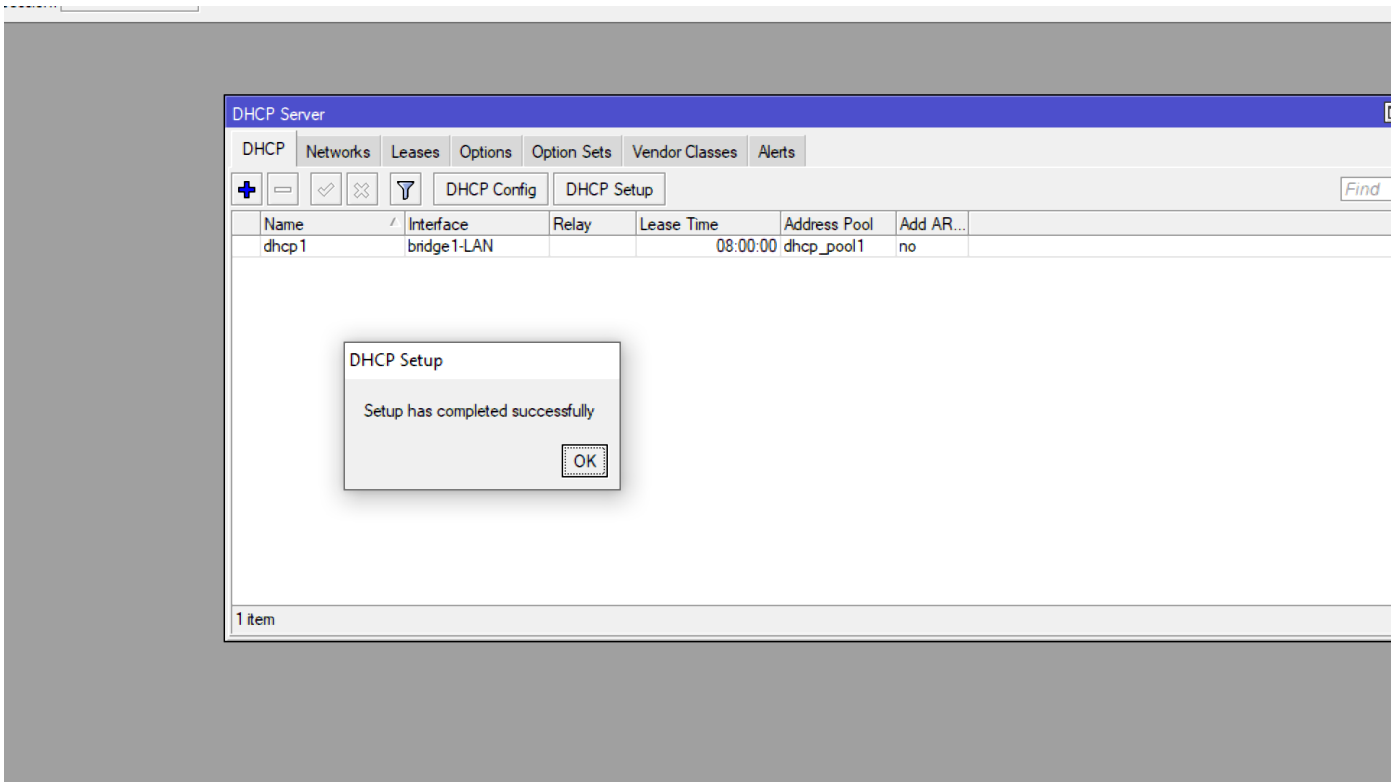 DHCP Server
DHCP Networks Leases Options Option Sets Vendor Classes Alerts
DHCP Config DHCP Setup Find
Name Interface Relay Lease Time Address Pool Add AR...
dhcp1 bridge1-LAN 08:00:00 dhcp_pool1 no
DHCP Setup
Setup has completed successfully
OK
1 item